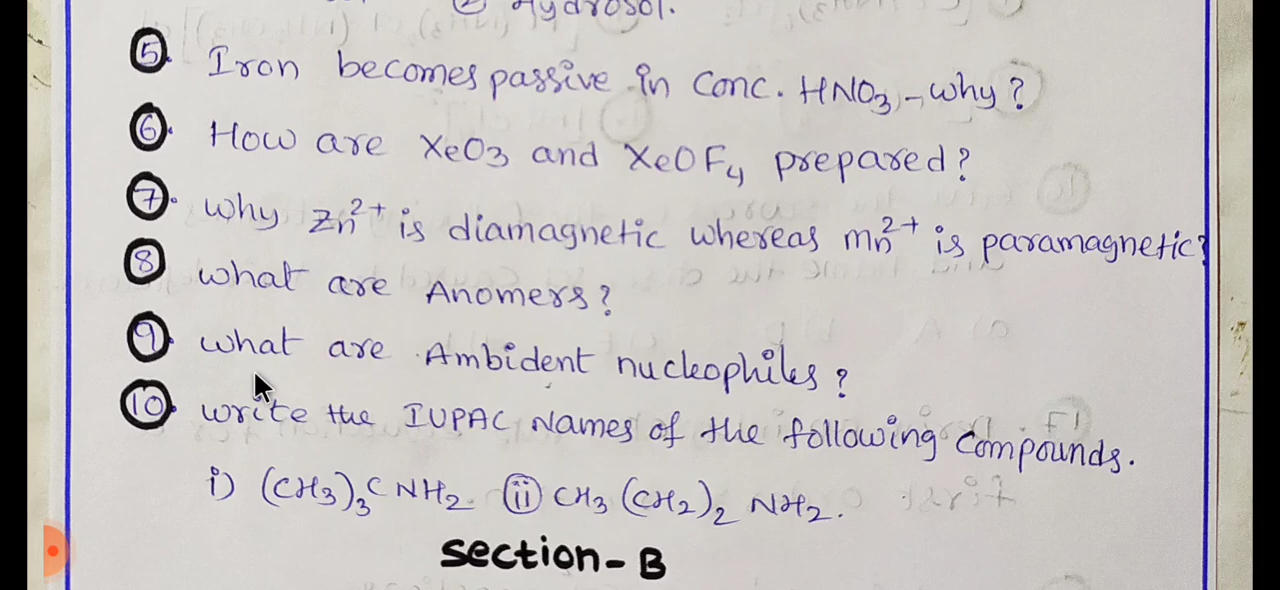 ② Hydrosol.
⑤. Iron becomes passive in Conc. HNO₃ - why?
⑥. How are XeO₃ and XeOF₄ prepared?
⑦. why Zn²⁺ is diamagnetic whereas mn²⁺ is paramagnetic?
⑧ what are Anomers?
⑨. what are Ambident nucleophiles?
⑩. write the IUPAC Names of the following compounds.
i) (CH₃)₃C NH₂. ⓘⓘ CH₃ (CH₂)₂ NH₂.
section - B